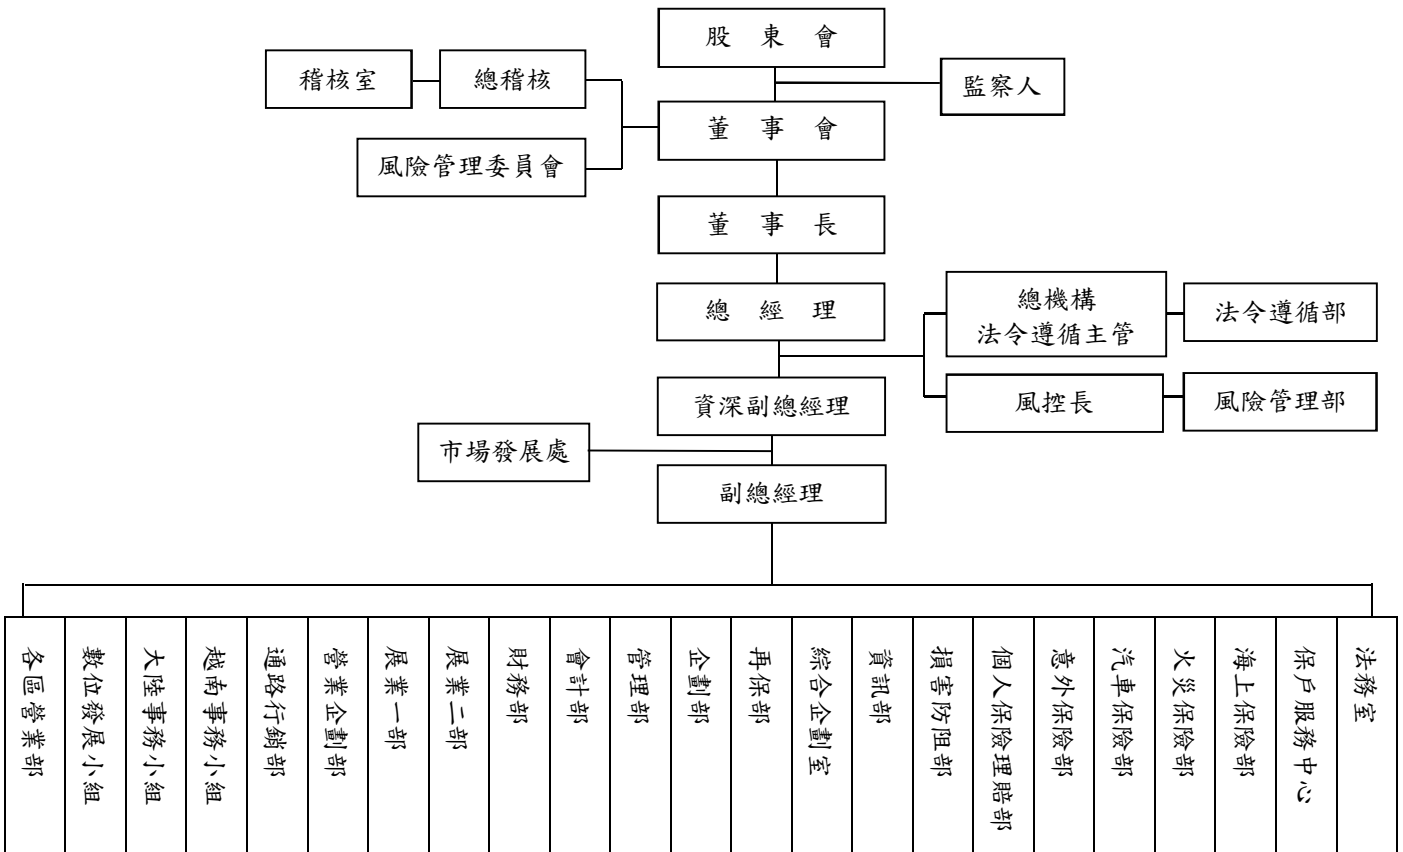 股東會
稽核室
總稽核
監察人
董事會
風險管理委員會
董事長
總經理
總機構
法令遵循主管
法令遵循部
資深副總經理
風控長
風險管理部
市場發展處
副總經理
各區營業部
數位發展小組
大陸事務小組
越南事務小組
通路行銷部
營業企劃部
展業一部
展業二部
財務部
會計部
管理部
企劃部
再保部
綜合企劃室
資訊部
損害防阻部
個人保險理賠部
意外保險部
汽車保險部
火災保險部
海上保險部
保戶服務中心
法務室